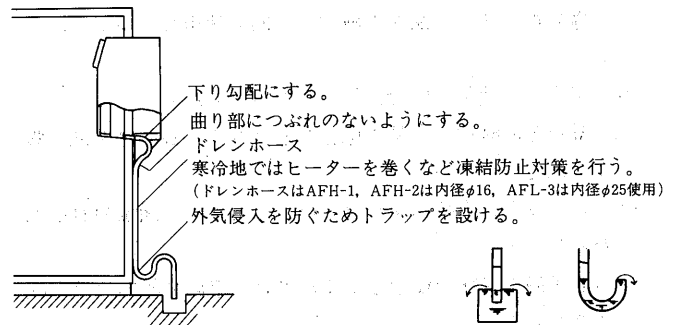 下り勾配にする。
曲り部につぶれのないようにする。
ドレンホース
寒冷地ではヒーターを巻くなど凍結防止対策を行う。
(ドレンホースはAFH-1, AFH-2は内径φ16, AFL-3は内径φ25使用)
外気侵入を防ぐためトラップを設ける。